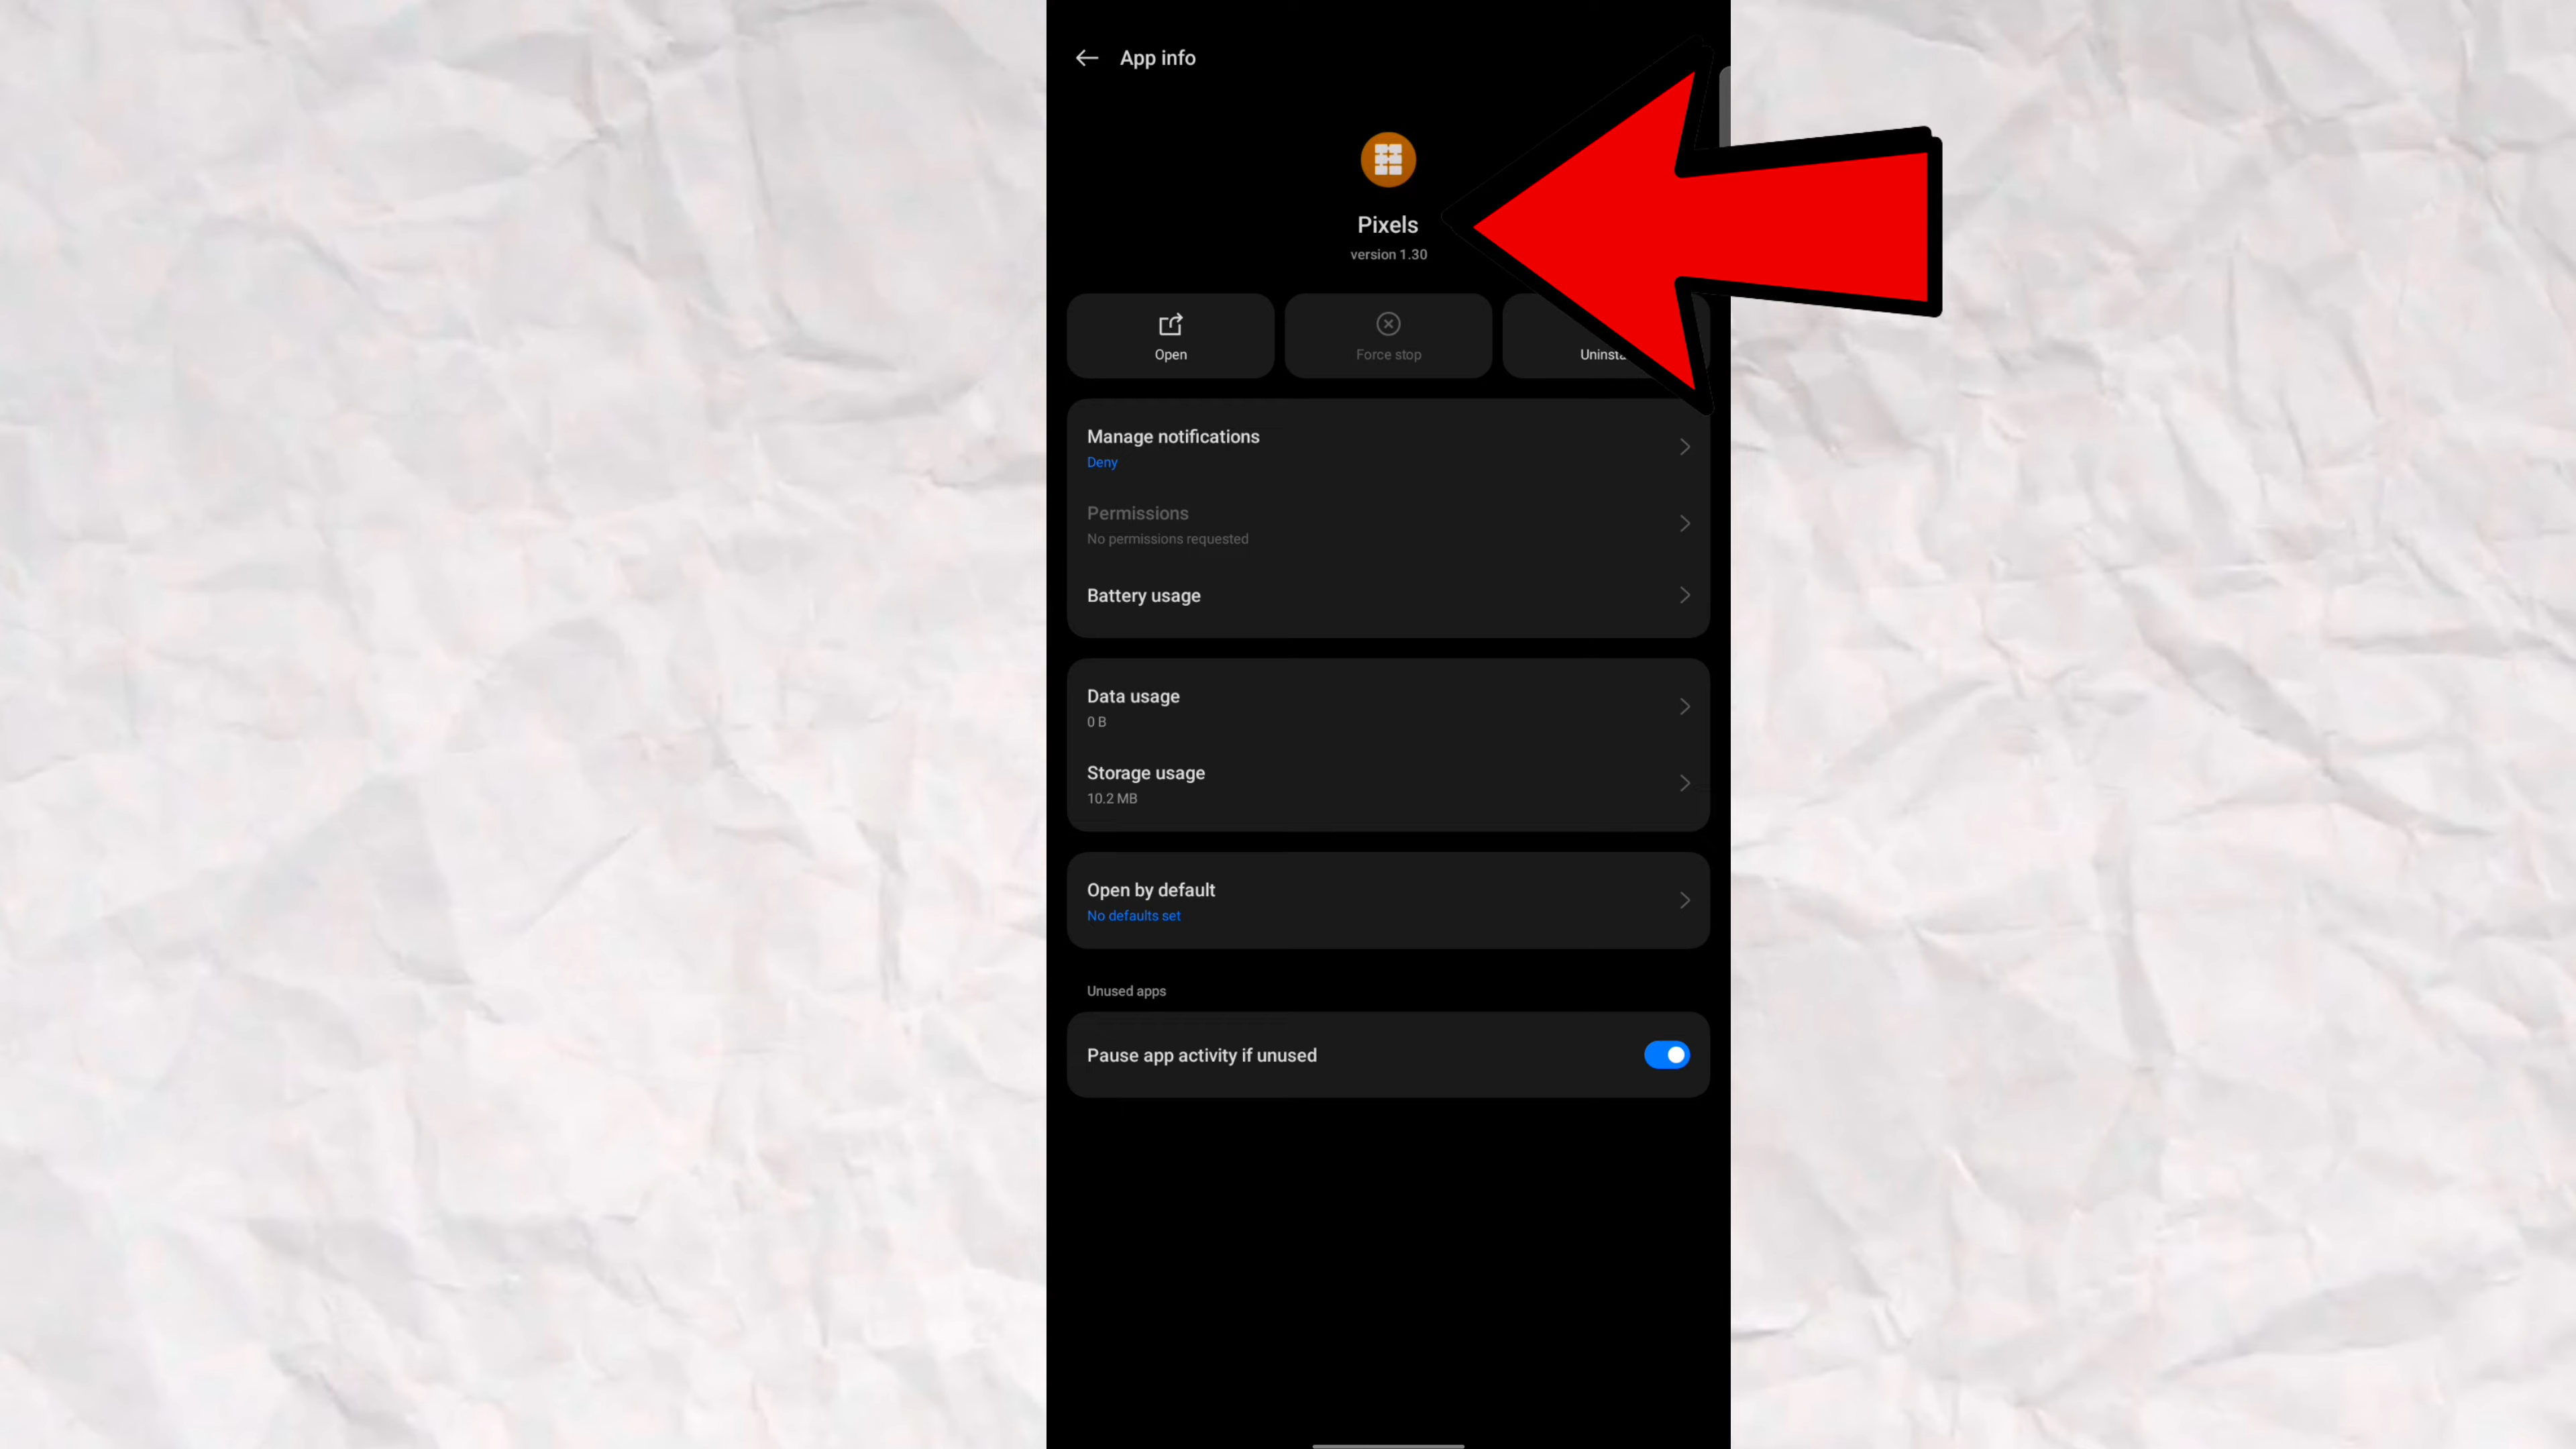 App info
Pixels
version 1.30
Open
Force stop
Manage notifications
Deny
Permissions
No permissions requested
Battery usage
Data usage
0 B
Storage usage
10.2 MB
Open by default
No defaults set
Unused apps
Pause app activity if unused